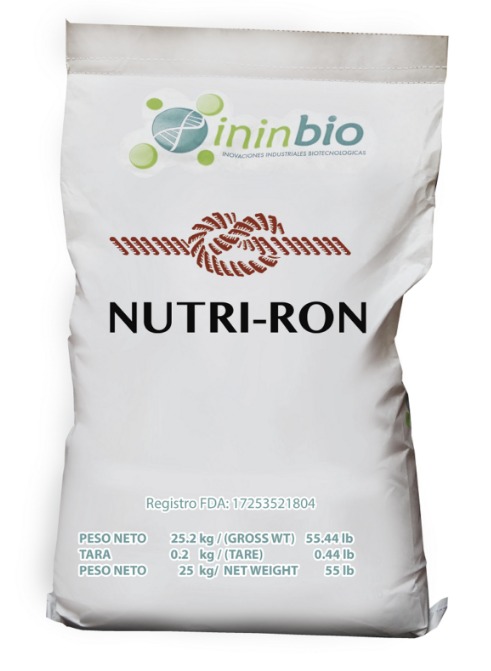 ininbio
INOVACIONES INDUSTRIALES BIOTECNOLOGICAS
NUTRI-RON
Registro FDA: 17253521804
PESO NETO 25.2 kg / (GROSS WT) 55.44 lb
TARA 0.2 kg / (TARE) 0.44 lb
PESO NETO 25 kg/ NET WEIGHT 55 lb